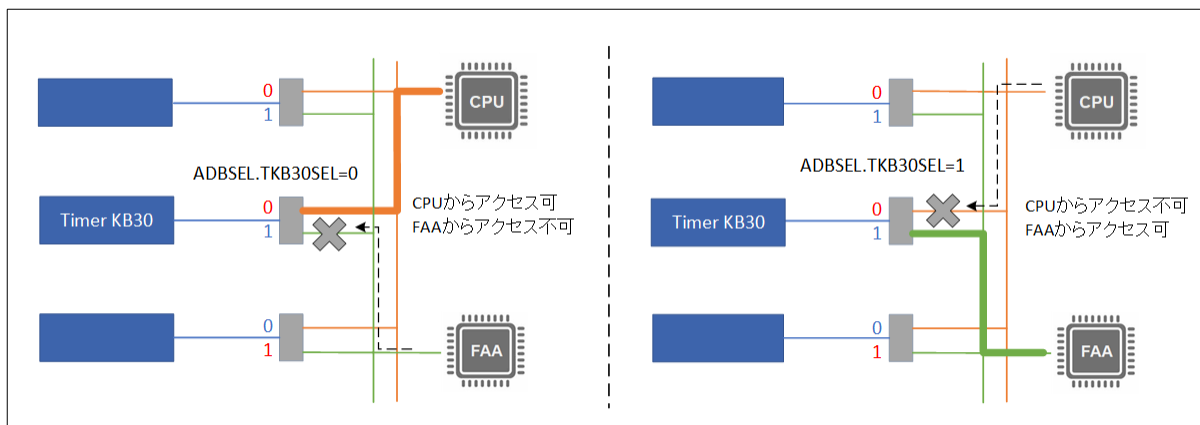 0
1
CPU
ADBSEL.TKB30SEL=0
Timer KB30
0
1
CPUからアクセス可
FAAからアクセス不可
0
1
FAA
0
1
CPU
ADBSEL.TKB30SEL=1
Timer KB30
0
1
CPUからアクセス不可
FAAからアクセス可
0
1
FAA